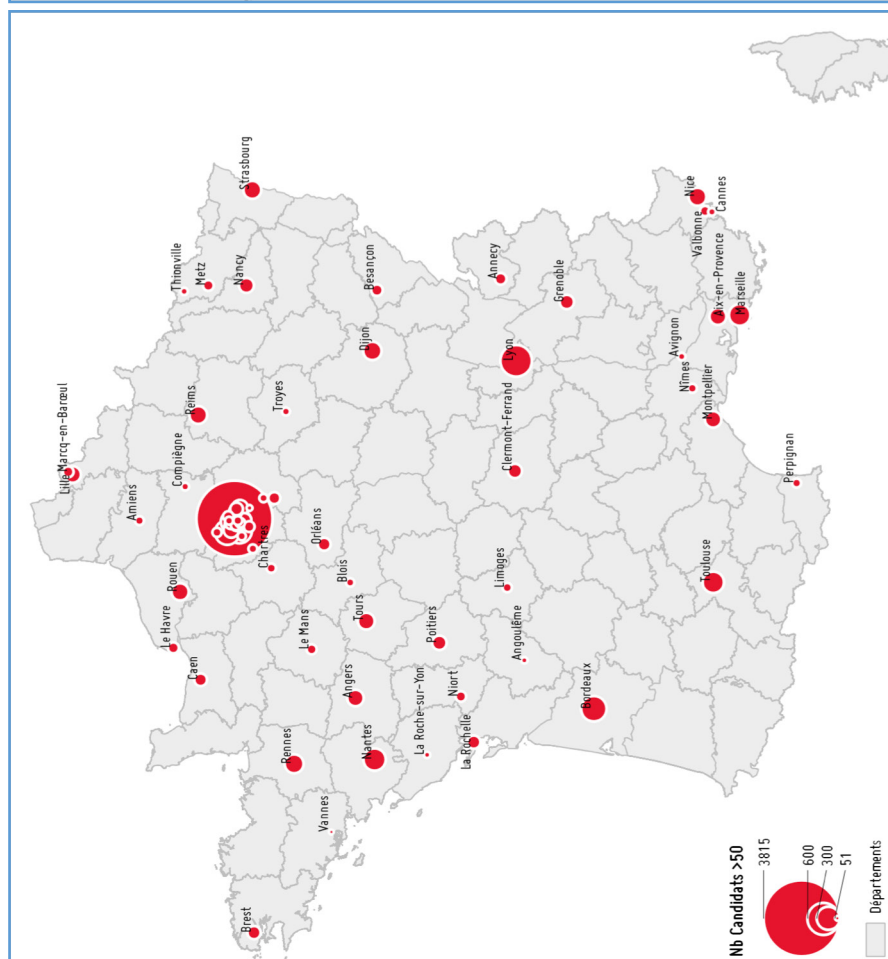 Lille
Marcq-en-Barœul
Amiens
Compiègne
Thionville
Metz
Nancy
Strasbourg
Reims
Troyes
Le Havre
Rouen
Caen
Chartres
Orléans
Blois
Le Mans
Tours
Angers
Rennes
Nantes
Vannes
Brest
La Roche-sur-Yon
La Rochelle
Niort
Poitiers
Angoulême
Limoges
Bordeaux
Dijon
Besançon
Annecy
Lyon
Grenoble
Clermont-Ferrand
Toulouse
Perpignan
Montpellier
Nîmes
Avignon
Aix-en-Provence
Marseille
Nice
Valbonne
Cannes
Nb Candidats >50
3815
600
300
51
Départements